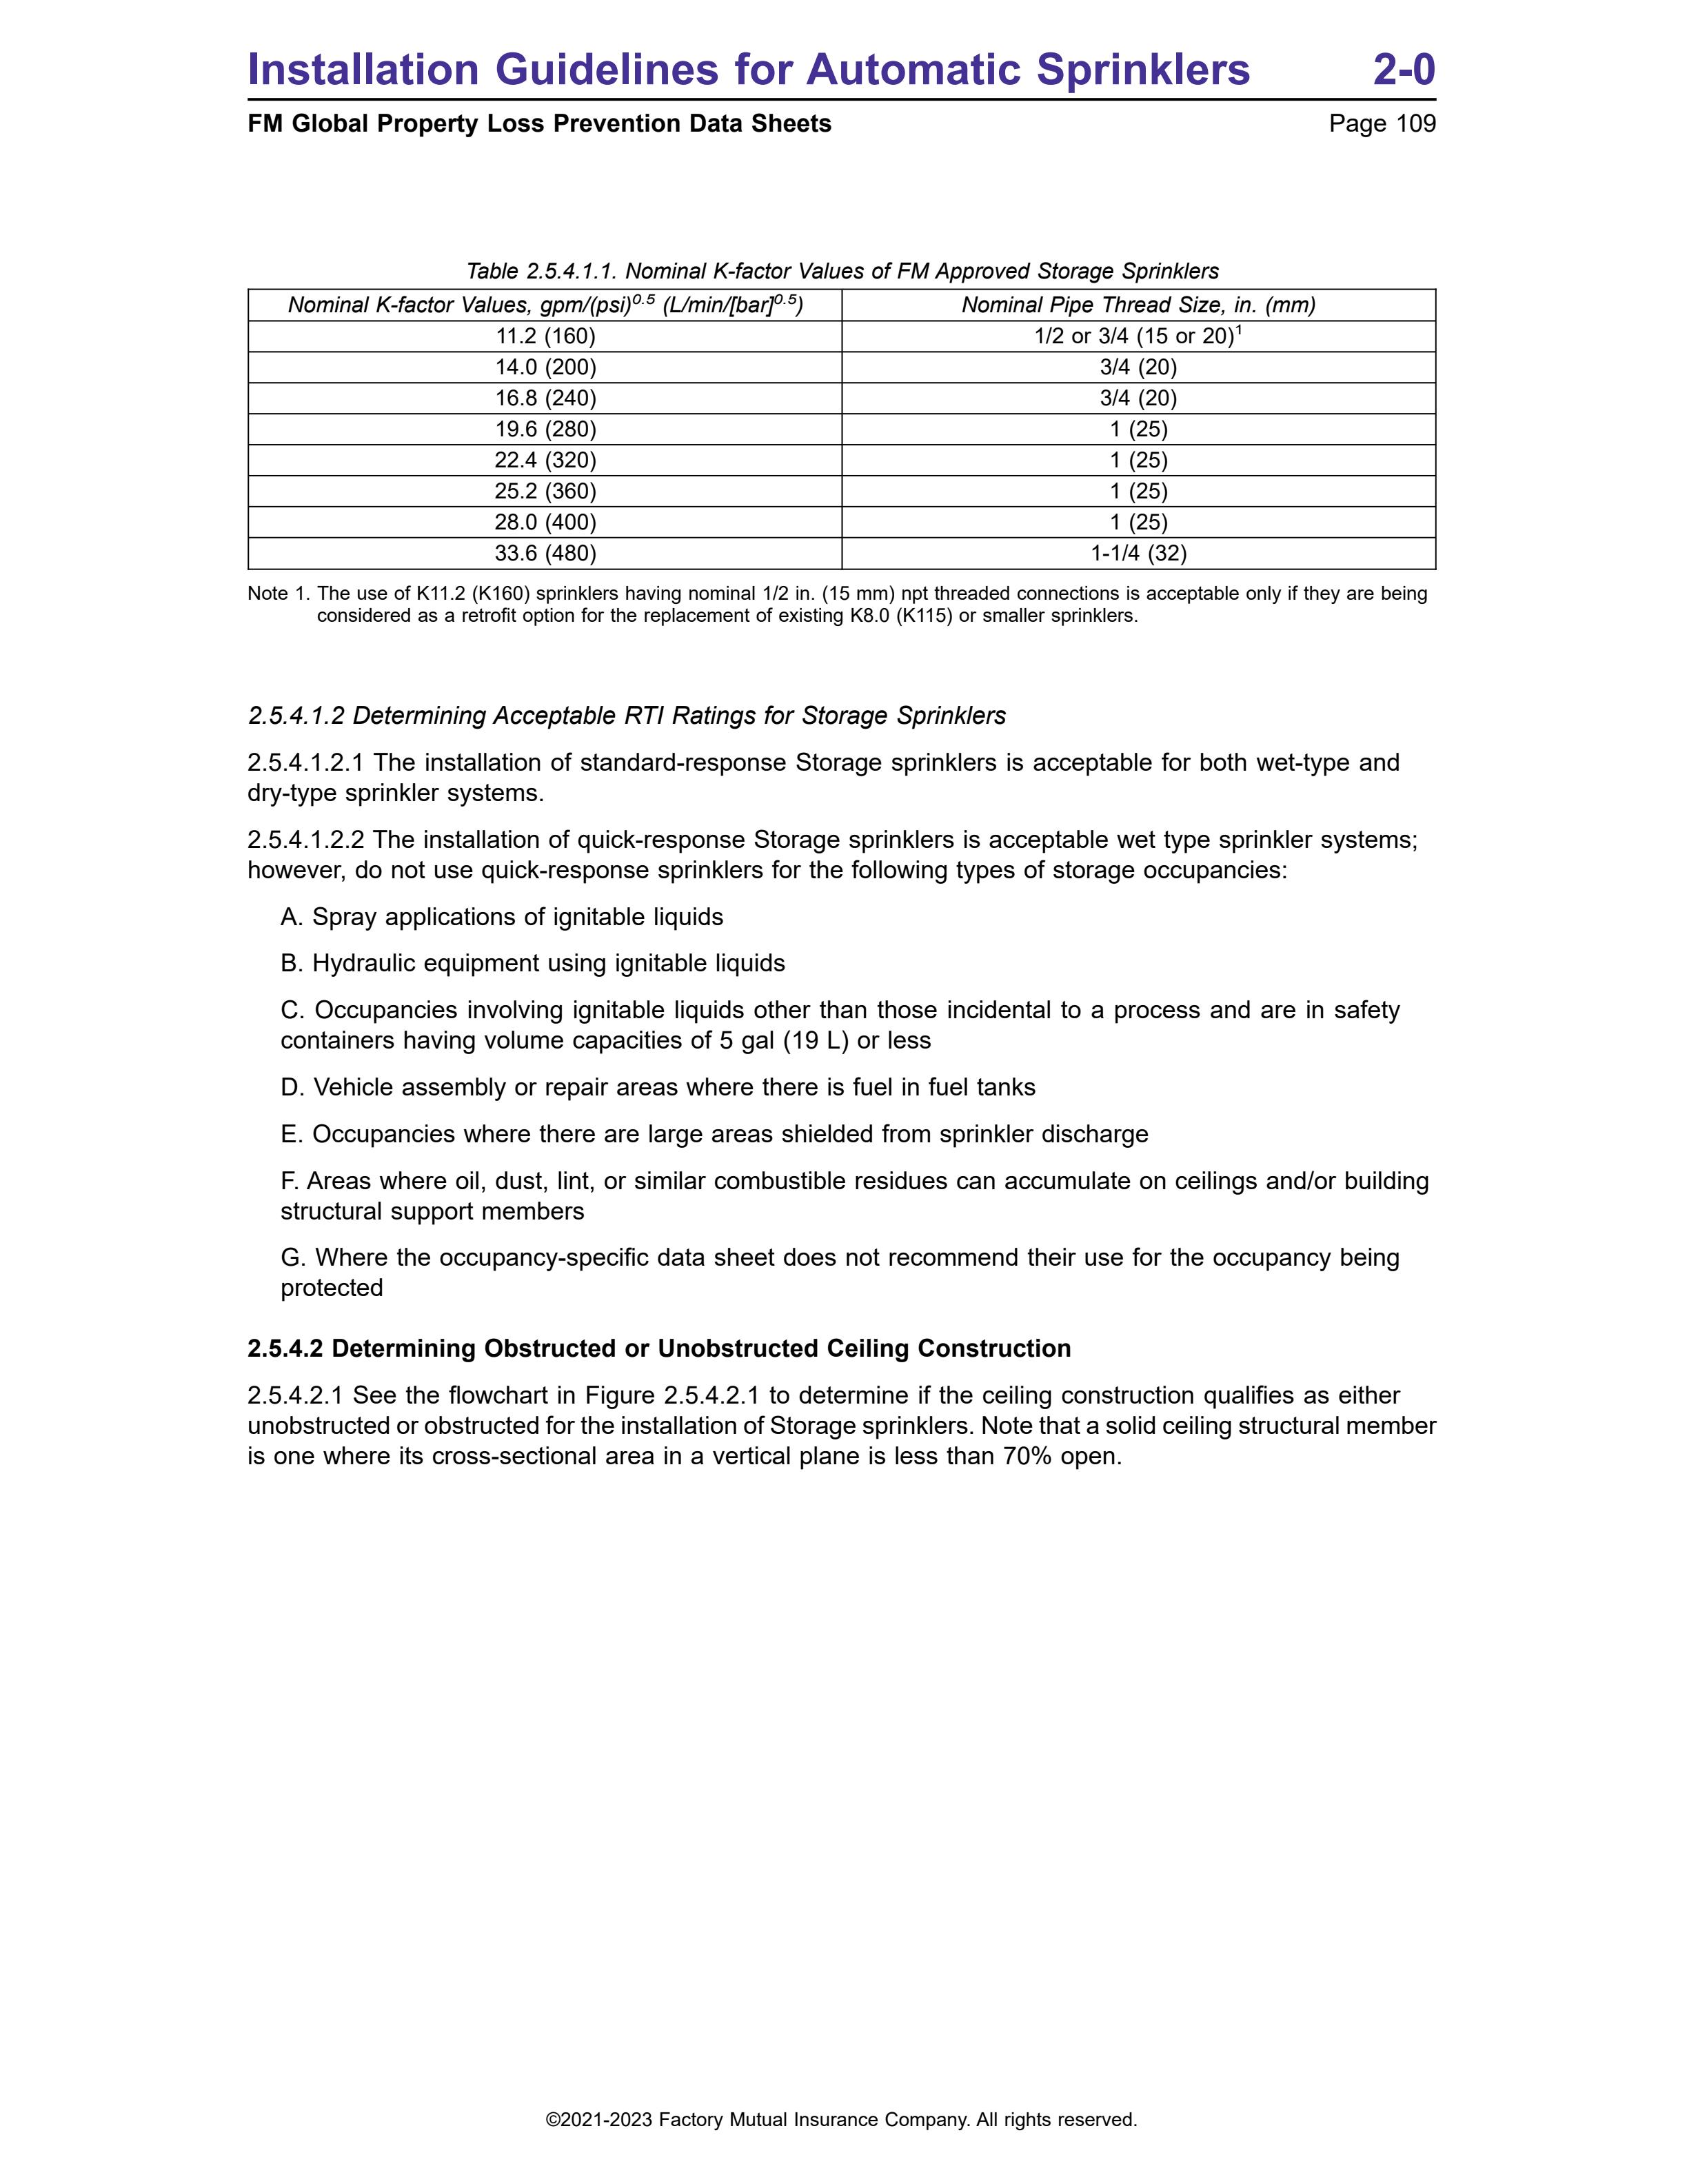 Installation Guidelines for Automatic Sprinklers 2-0
FM Global Property Loss Prevention Data Sheets Page 109
Table 2.5.4.1.1. Nominal K-factor Values of FM Approved Storage Sprinklers
Nominal K-factor Values, gpm/(psi)^0.5 (L/min/[bar]^0.5) Nominal Pipe Thread Size, in. (mm)
11.2 (160) 1/2 or 3/4 (15 or 20)^1
14.0 (200) 3/4 (20)
16.8 (240) 3/4 (20)
19.6 (280) 1 (25)
22.4 (320) 1 (25)
25.2 (360) 1 (25)
28.0 (400) 1 (25)
33.6 (480) 1-1/4 (32)
Note 1. The use of K11.2 (K160) sprinklers having nominal 1/2 in. (15 mm) npt threaded connections is acceptable only if they are being
considered as a retrofit option for the replacement of existing K8.0 (K115) or smaller sprinklers.
2.5.4.1.2 Determining Acceptable RTI Ratings for Storage Sprinklers
2.5.4.1.2.1 The installation of standard-response Storage sprinklers is acceptable for both wet-type and
dry-type sprinkler systems.
2.5.4.1.2.2 The installation of quick-response Storage sprinklers is acceptable wet type sprinkler systems;
however, do not use quick-response sprinklers for the following types of storage occupancies:
A. Spray applications of ignitable liquids
B. Hydraulic equipment using ignitable liquids
C. Occupancies involving ignitable liquids other than those incidental to a process and are in safety
containers having volume capacities of 5 gal (19 L) or less
D. Vehicle assembly or repair areas where there is fuel in fuel tanks
E. Occupancies where there are large areas shielded from sprinkler discharge
F. Areas where oil, dust, lint, or similar combustible residues can accumulate on ceilings and/or building
structural support members
G. Where the occupancy-specific data sheet does not recommend their use for the occupancy being
protected
2.5.4.2 Determining Obstructed or Unobstructed Ceiling Construction
2.5.4.2.1 See the flowchart in Figure 2.5.4.2.1 to determine if the ceiling construction qualifies as either
unobstructed or obstructed for the installation of Storage sprinklers. Note that a solid ceiling structural member
is one where its cross-sectional area in a vertical plane is less than 70% open.
©2021-2023 Factory Mutual Insurance Company. All rights reserved.